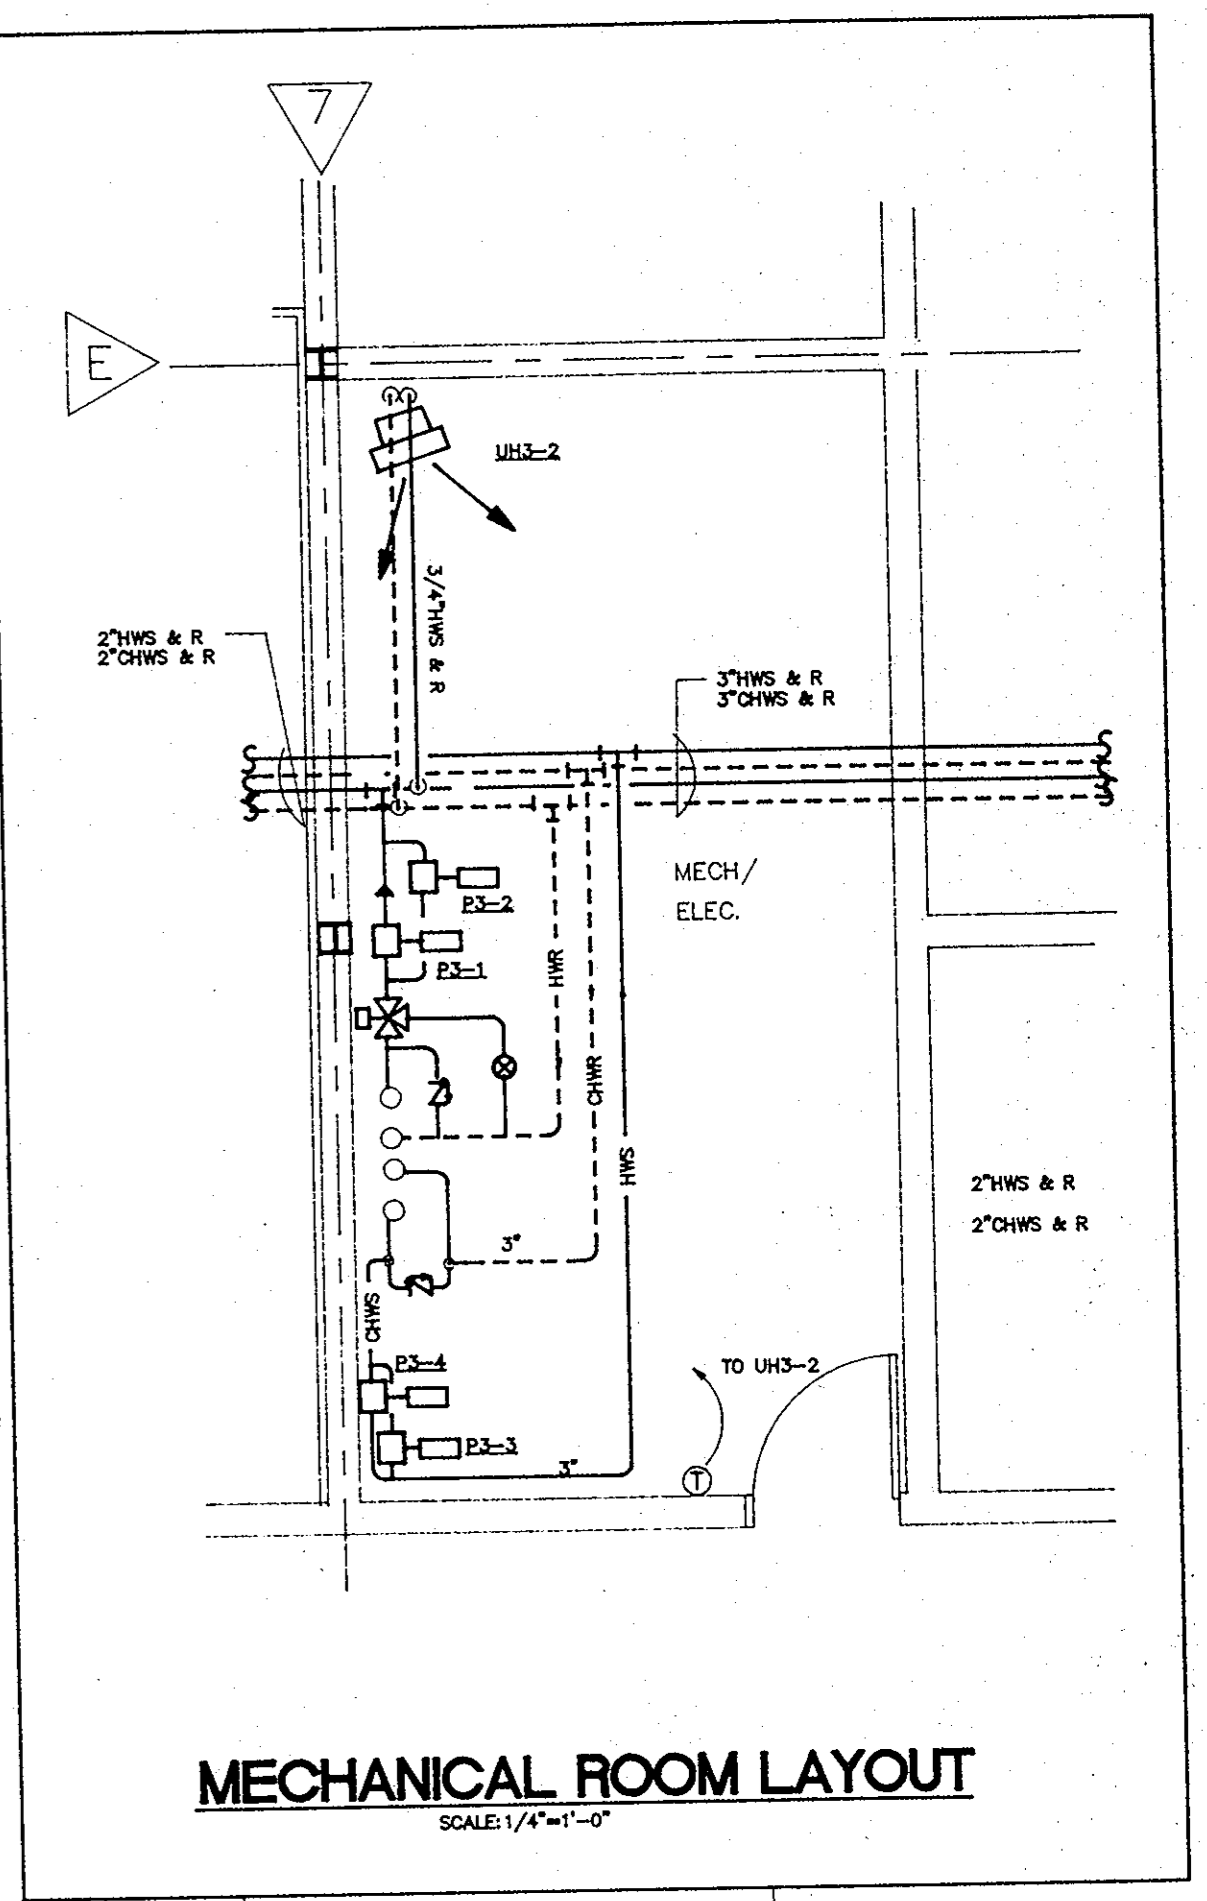 7
E
UH3-2
3/4"HWS & R
2"HWS & R
2"CHWS & R
3"HWS & R
3"CHWS & R
MECH/
ELEC.
P3-2
P3-1
HWR
CHWR
HWS
2"HWS & R
2"CHWS & R
3"
CHWS
P3-4
TO UH3-2
P3-3
3"
T
MECHANICAL ROOM LAYOUT
SCALE: 1/4"=1'-0"